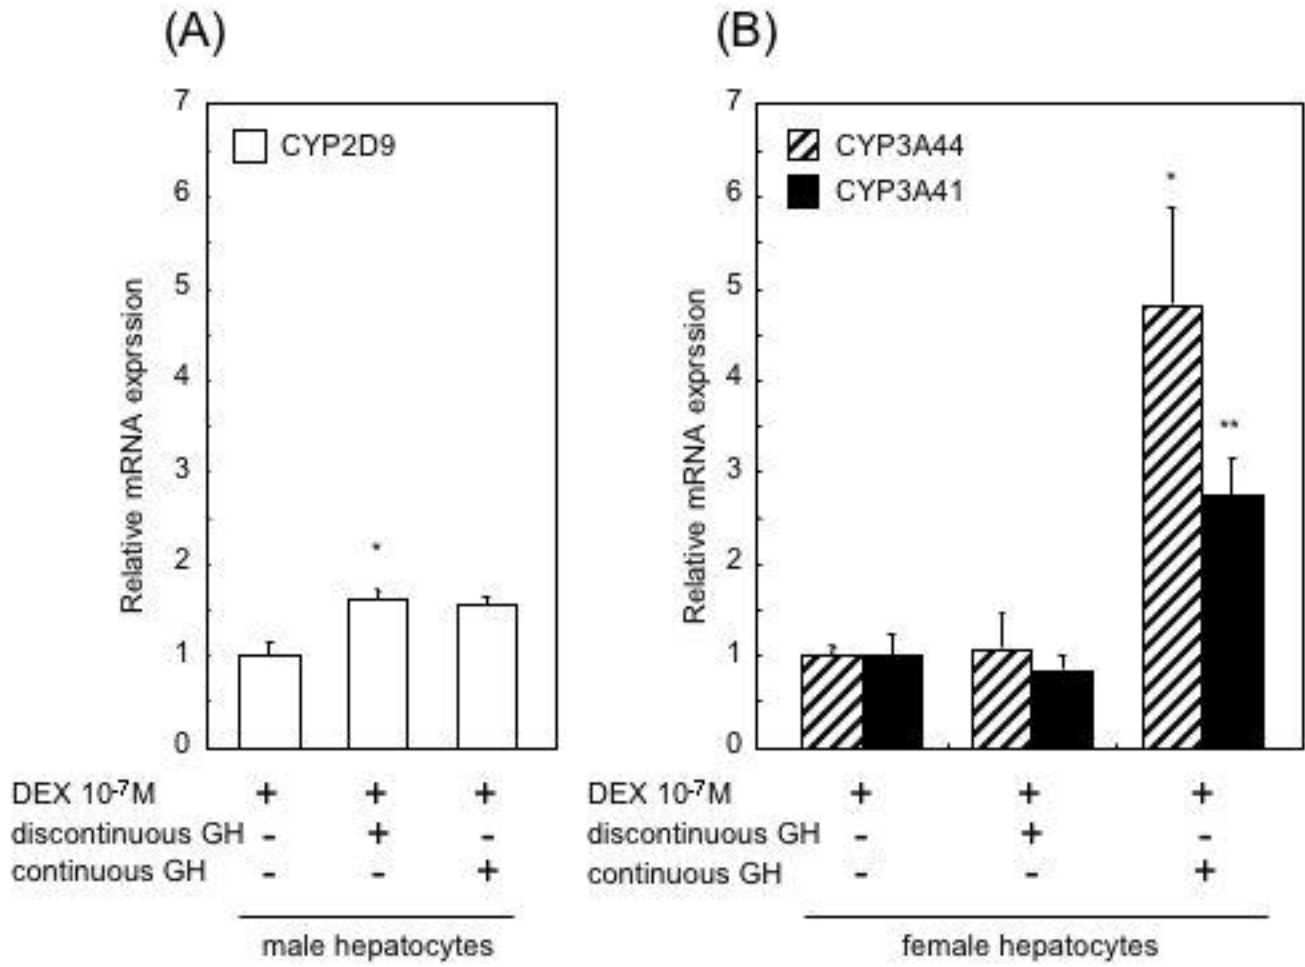 (A)
7
6
5
4
3
2
1
0
Relative mRNA exprssion
CYP2D9
*
DEX 10-7M + + +
discontinuous GH - + -
continuous GH - - +
male hepatocytes
(B)
7
6
5
4
3
2
1
0
Relative mRNA exprssion
CYP3A44
CYP3A41
*
**
DEX 10-7M + + +
discontinuous GH - + -
continuous GH - - +
female hepatocytes